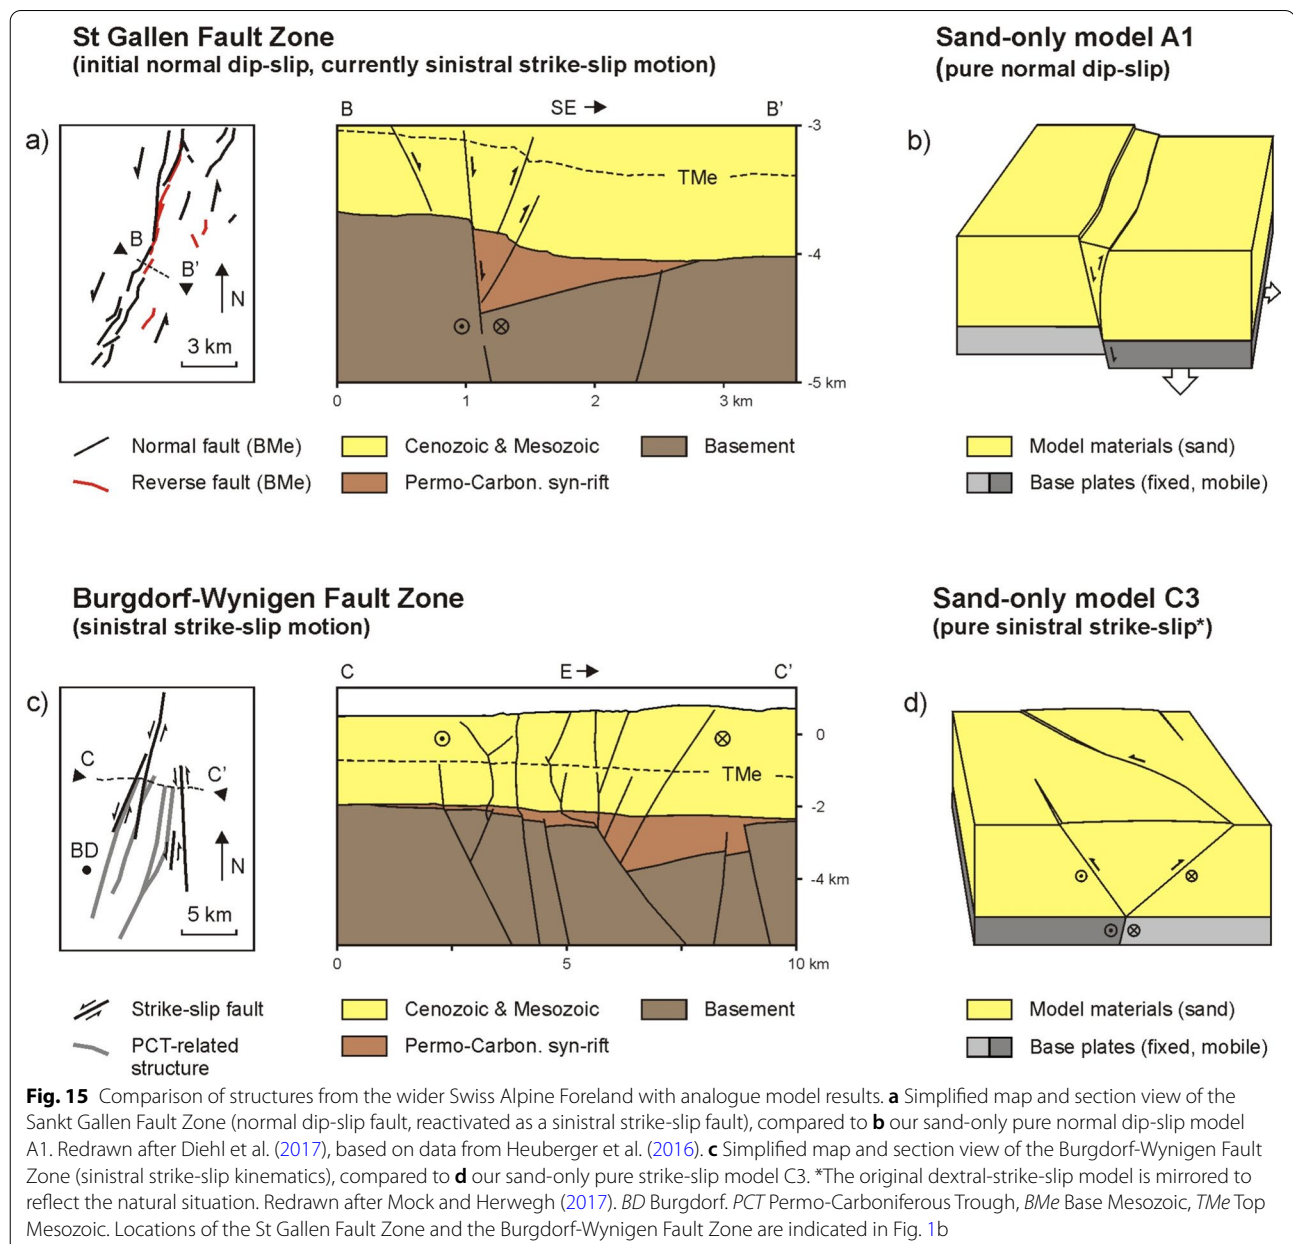 St Gallen Fault Zone
(initial normal dip-slip, currently sinistral strike-slip motion)
Sand-only model A1
(pure normal dip-slip)
a)
B
B'
N
3 km
B
SE
B'
TMe
-3
-4
-5 km
0
1
2
3 km
b)
Normal fault (BMe)
Reverse fault (BMe)
Cenozoic & Mesozoic
Permo-Carbon. syn-rift
Basement
Model materials (sand)
Base plates (fixed, mobile)
Burgdorf-Wynigen Fault Zone
(sinistral strike-slip motion)
Sand-only model C3
(pure sinistral strike-slip*)
c)
C
C'
BD
N
5 km
C
E
C'
TMe
0
-2
-4 km
0
5
10 km
d)
Strike-slip fault
PCT-related
structure
Cenozoic & Mesozoic
Permo-Carbon. syn-rift
Basement
Model materials (sand)
Base plates (fixed, mobile)
Fig. 15 Comparison of structures from the wider Swiss Alpine Foreland with analogue model results. a Simplified map and section view of the
Sankt Gallen Fault Zone (normal dip-slip fault, reactivated as a sinistral strike-slip fault), compared to b our sand-only pure normal dip-slip model
A1. Redrawn after Diehl et al. (2017), based on data from Heuberger et al. (2016). c Simplified map and section view of the Burgdorf-Wynigen Fault
Zone (sinistral strike-slip kinematics), compared to d our sand-only pure strike-slip model C3. *The original dextral-strike-slip model is mirrored to
reflect the natural situation. Redrawn after Mock and Herwegh (2017). BD Burgdorf. PCT Permo-Carboniferous Trough, BMe Base Mesozoic, TMe Top
Mesozoic. Locations of the St Gallen Fault Zone and the Burgdorf-Wynigen Fault Zone are indicated in Fig. 1b